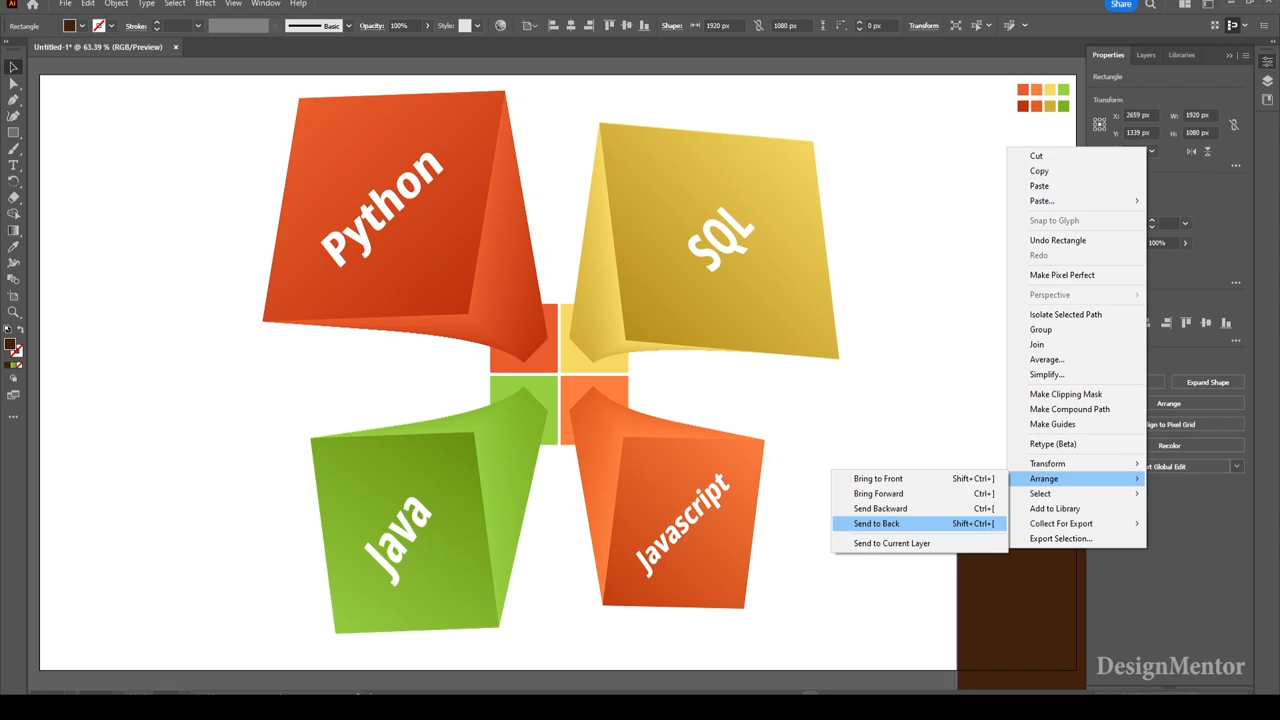 File Edit Object Type Select Effect View Window Help
Share
Rectangle Stroke: Basic Opacity: 100% Style: Shape: 1920 px 1080 px 0 px Transform
Untitled-1* @ 63.39 % (RGB/Preview) ×
Properties Layers Libraries
Rectangle
Transform
X: 2659 px W: 1920 px
Y: 1339 px H: 1080 px
100%
Expand Shape
Arrange
Recolor
Cut
Copy
Paste
Paste...
Snap to Glyph
Undo Rectangle
Redo
Make Pixel Perfect
Perspective
Isolate Selected Path
Group
Join
Average...
Simplify...
Make Clipping Mask
Make Compound Path
Make Guides
Retype (Beta)
Transform
Arrange
Select
Add to Library
Collect For Export
Export Selection...
Bring to Front Shift+Ctrl+]
Bring Forward Ctrl+]
Send Backward Ctrl+[
Send to Back Shift+Ctrl+[
Send to Current Layer
Python
SQL
Java
Javascript
DesignMentor